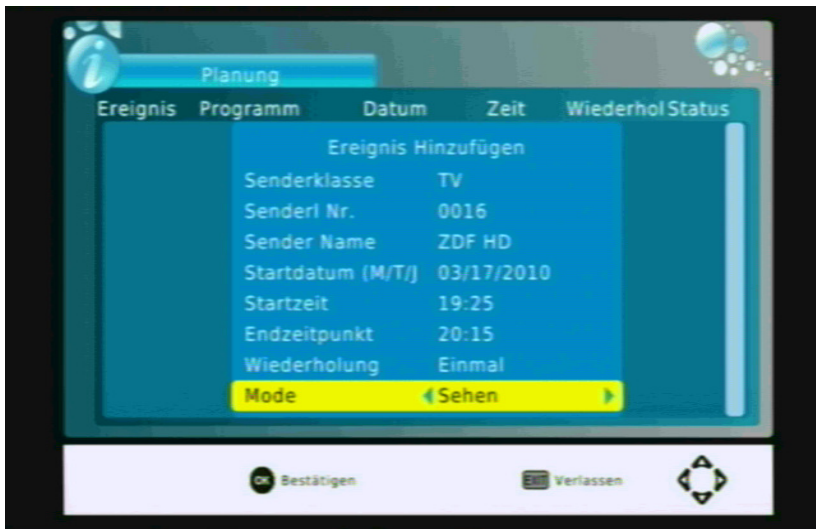 Planung
Ereignis Programm Datum Zeit Wiederhol Status
Ereignis Hinzufügen
Senderklasse TV
Senderl Nr. 0016
Sender Name ZDF HD
Startdatum (M/T/J 03/17/2010
Startzeit 19:25
Endzeitpunkt 20:15
Wiederholung Einmal
Mode Sehen
OK Bestätigen EXIT Verlassen